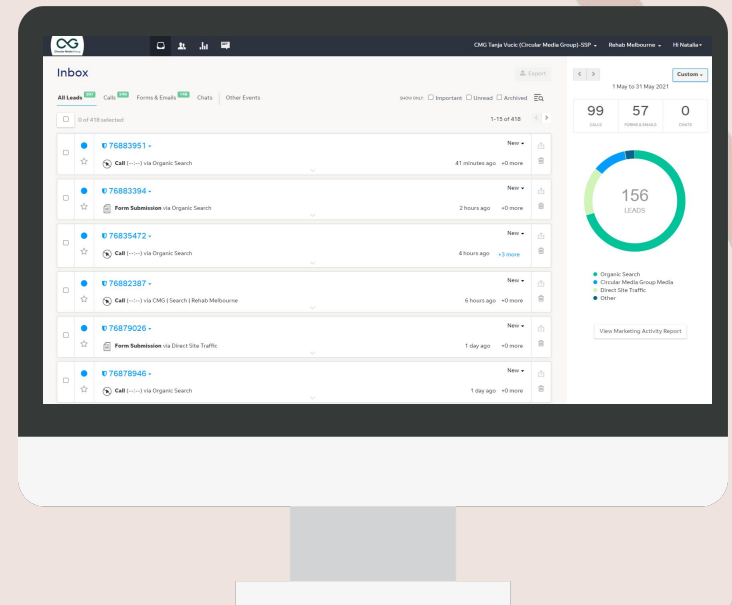 CG
CMG Tanja Vucic (Circular Media Group)-SSP
Rehab Melbourne
Hi Natalia
Inbox
Export
All Leads
Calls
Forms & Emails
Chats
Other Events
SHOW ONLY:
Important
Unread
Archived
0 of 418 selected
1-15 of 418
76883951
New
Call (--:--) via Organic Search
41 minutes ago +0 more
76883394
New
Form Submission via Organic Search
2 hours ago +0 more
76835472
New
Call (--:--) via Organic Search
4 hours ago +3 more
76882387
New
Call (--:--) via CMG | Search | Rehab Melbourne
6 hours ago +0 more
76879026
New
Form Submission via Direct Site Traffic
1 day ago +0 more
76878946
New
Call (--:--) via Organic Search
1 day ago +0 more
Custom
1 May to 31 May 2021
99
CALLS
57
FORMS & EMAILS
0
CHATS
156
LEADS
Organic Search
Circular Media Group Media
Direct Site Traffic
Other
View Marketing Activity Report